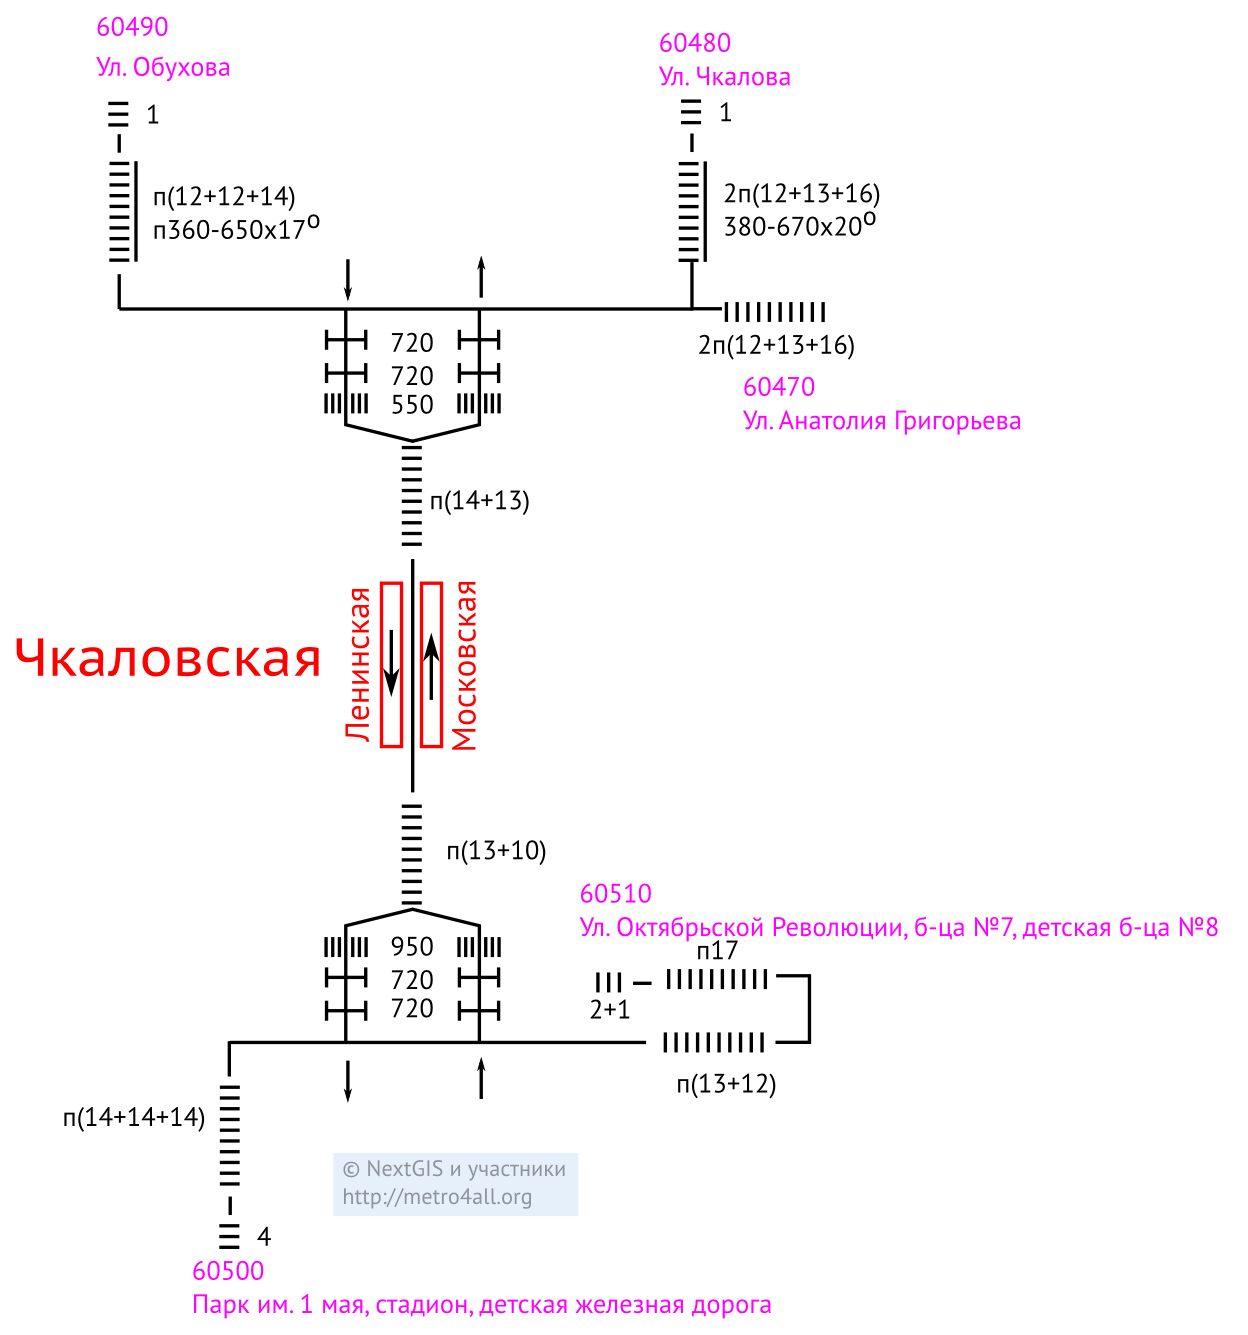 60490
Ул. Обухова
1
п(12+12+14)
п360-650х17⁰
60480
Ул. Чкалова
1
2п(12+13+16)
380-670х20⁰
2п(12+13+16)
60470
Ул. Анатолия Григорьева
720
720
550
п(14+13)
Чкаловская
Ленинская
Московская
п(13+10)
60510
Ул. Октябрьской Революции, б-ца №7, детская б-ца №8
п17
2+1
п(13+12)
950
720
720
п(14+14+14)
4
60500
Парк им. 1 мая, стадион, детская железная дорога
© NextGIS и участники
http://metro4all.org